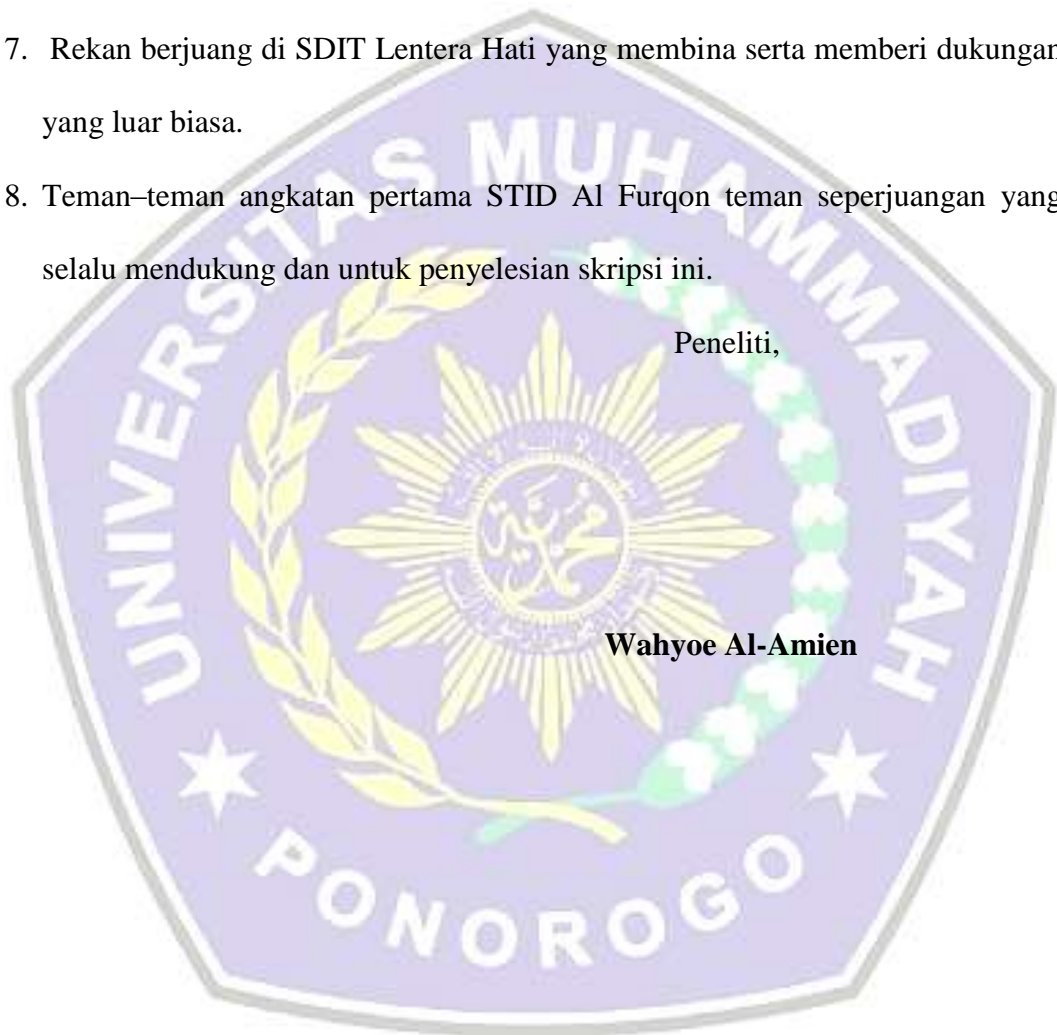 7. Rekan berjuang di SDIT Lentera Hati yang membina serta memberi dukungan
yang luar biasa.
8. Teman–teman angkatan pertama STID Al Furqon teman seperjuangan yang
selalu mendukung dan untuk penyelesian skripsi ini.
Peneliti,
Wahyoe Al-Amien
UNIVERSITAS MUHAMMADIYAH
PONOROGO
محمدية